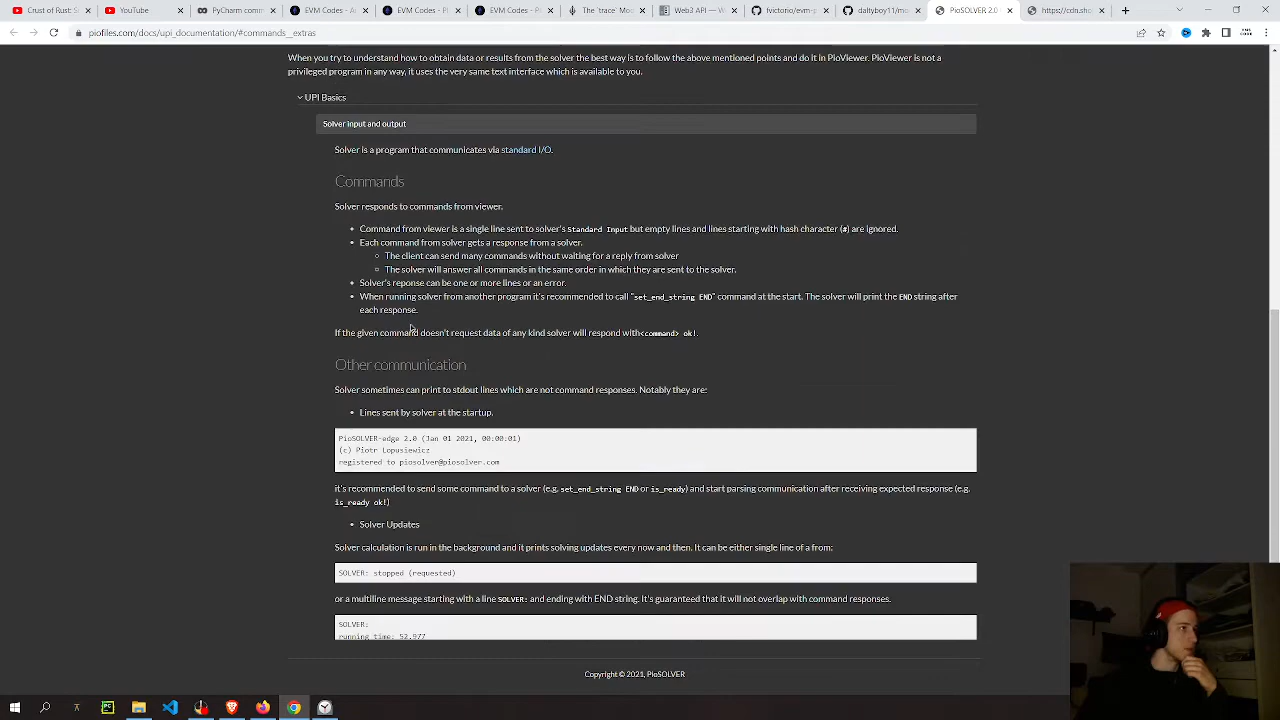 Crust of Rust: S
YouTube
PyCharm comm
EVM Codes - A
EVM Codes - P
EVM Codes - P
The `trace` Mod
Web3 API — W
fvictorio/evm-p
daltyboy11/mo
PioSOLVER 2.0
https://cdn.sho
piofiles.com/docs/upi_documentation/#commands__extras
When you try to understand how to obtain data or results from the solver the best way is to follow the above mentioned points and do it in PioViewer. PioViewer is not a
privileged program in any way, it uses the very same text interface which is available to you.
UPI Basics
Solver input and output
Solver is a program that communicates via standard I/O.
Commands
Solver responds to commands from viewer.
• Command from viewer is a single line sent to solver's Standard Input but empty lines and lines starting with hash character (#) are ignored.
• Each command from solver gets a response from a solver.
◦ The client can send many commands without waiting for a reply from solver
◦ The solver will answer all commands in the same order in which they are sent to the solver.
• Solver's reponse can be one or more lines or an error.
• When running solver from another program it's recommended to call "set_end_string END" command at the start. The solver will print the END string after
each response.
If the given command doesn't request data of any kind solver will respond with<command> ok!.
Other communication
Solver sometimes can print to stdout lines which are not command responses. Notably they are:
• Lines sent by solver at the startup.
PioSOLVER-edge 2.0 (Jan 01 2021, 00:00:01)
(c) Piotr Lopusiewicz
registered to piosolver@piosolver.com
it's recommended to send some command to a solver (e.g. set_end_string END or is_ready) and start parsing communication after receiving expected response (e.g.
is_ready ok!)
• Solver Updates
Solver calculation is run in the background and it prints solving updates every now and then. It can be either single line of a from:
SOLVER: stopped (requested)
or a multiline message starting with a line SOLVER: and ending with END string. It's guaranteed that it will not overlap with command responses.
SOLVER:
running time: 52.977
Copyright © 2021, PioSOLVER